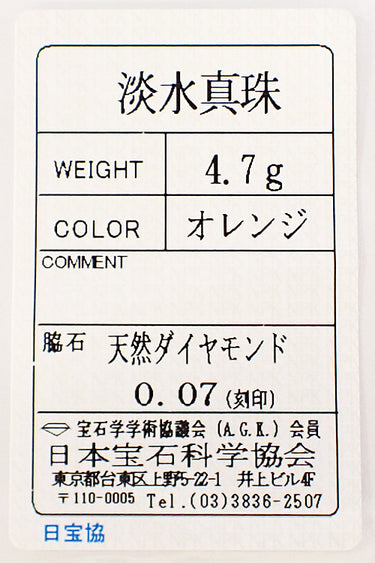 淡水真珠
WEIGHT 4.7g
COLOR オレンジ
COMMENT
脇石 天然ダイヤモンド
0.07 (刻印)
宝石学学術協議会 (A.G.K.) 会員
日本宝石科学協会
東京都台東区上野5-22-1 井上ビル4F
〒110-0005 Tel.(03)3836-2507
日宝協